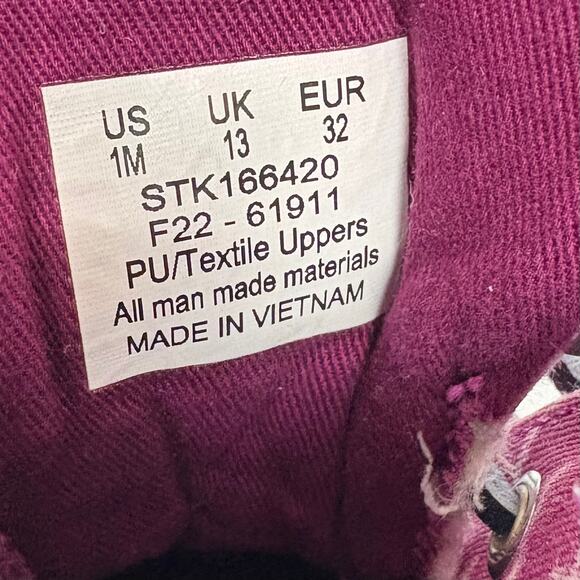 US UK EUR
1M 13 32
STK166420
F22 - 61911
PU/Textile Uppers
All man made materials
MADE IN VIETNAM